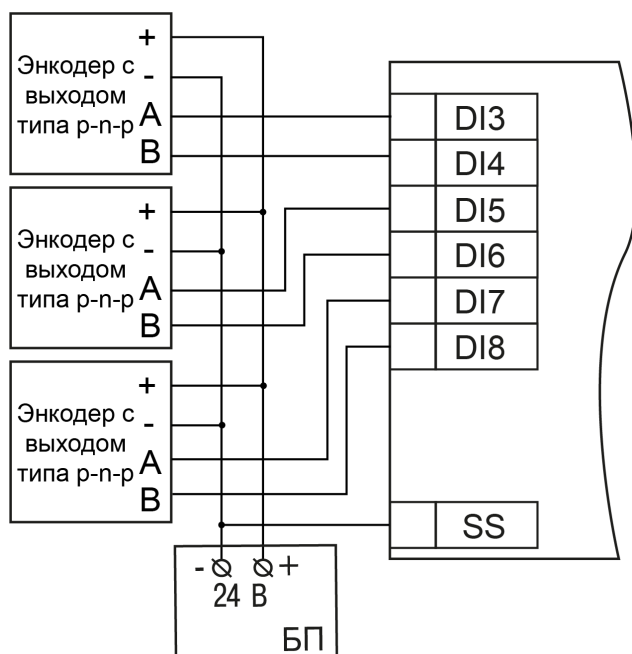 Энкодер с
выходом
типа p-n-p
+
-
A
B
Энкодер с
выходом
типа p-n-p
+
-
A
B
Энкодер с
выходом
типа p-n-p
+
-
A
B
DI3
DI4
DI5
DI6
DI7
DI8
SS
- +
24 В
БП